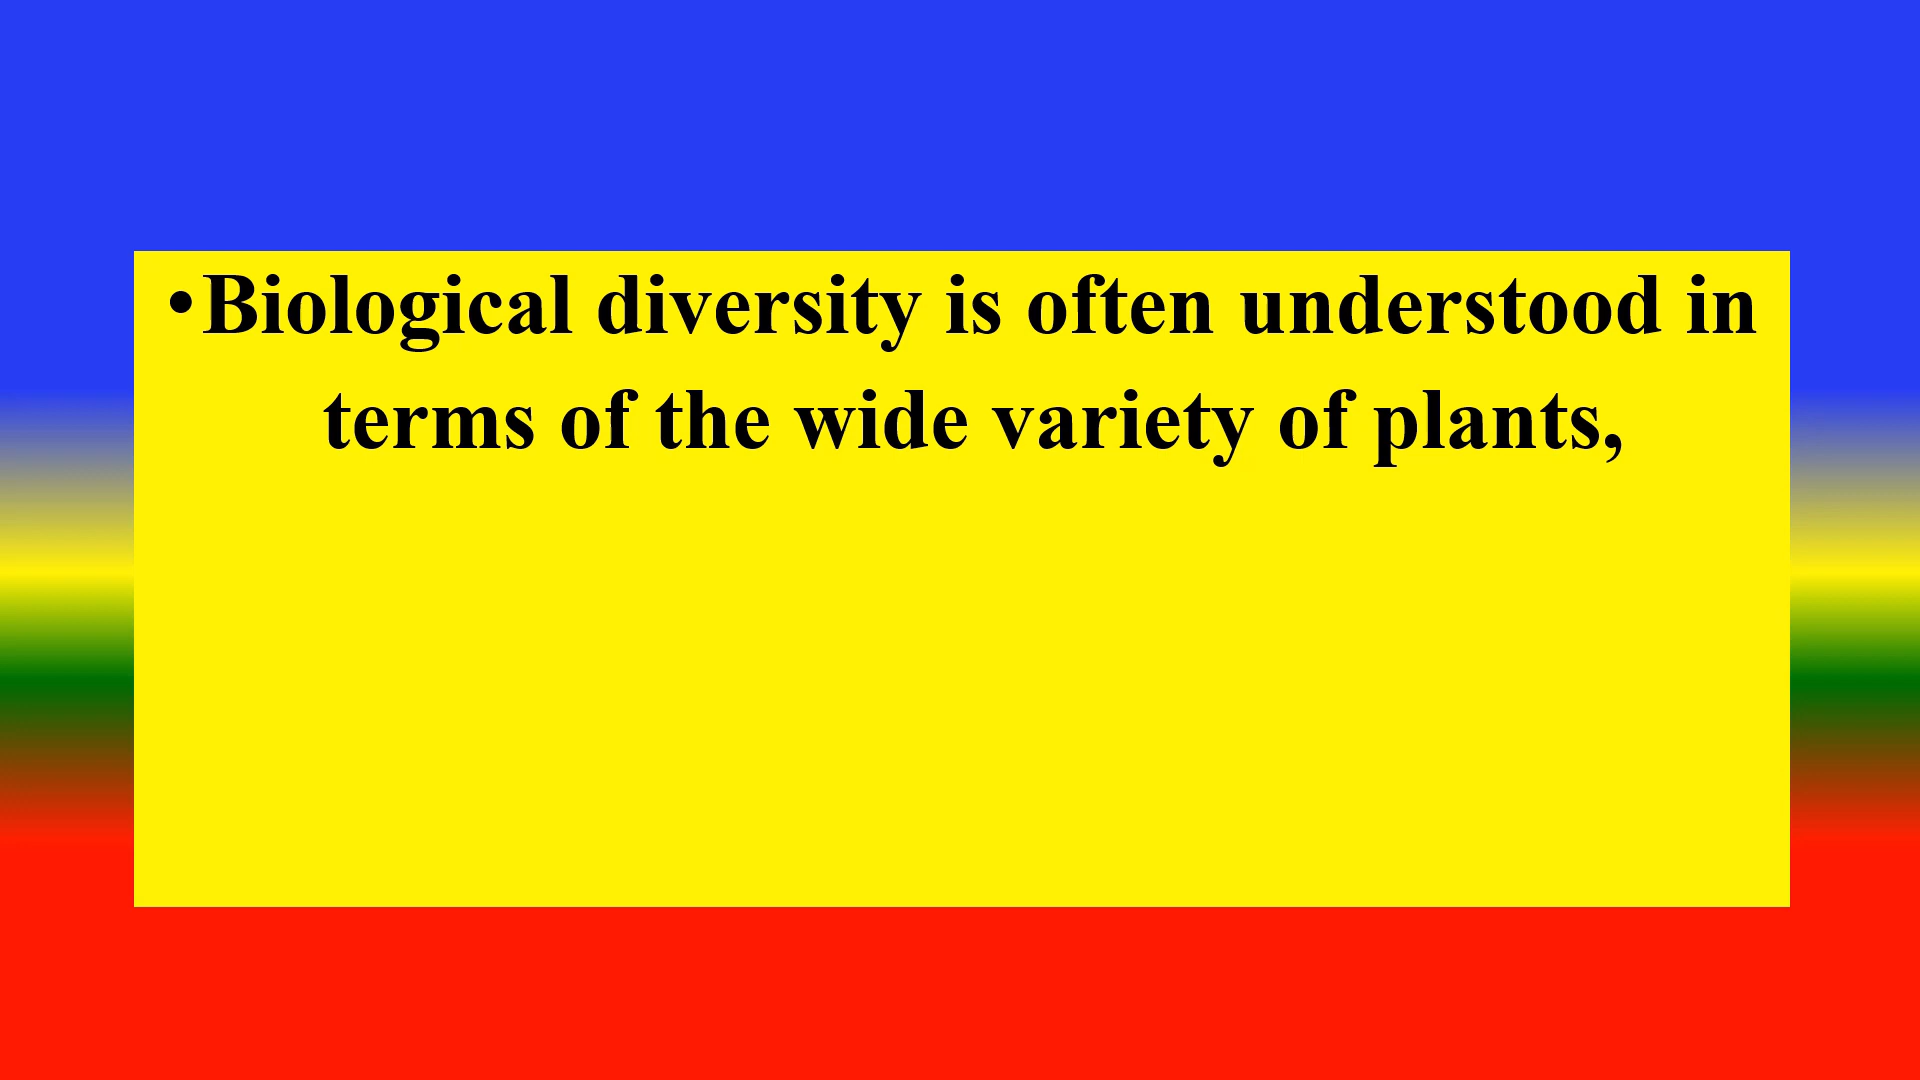 •Biological diversity is often understood in
terms of the wide variety of plants,